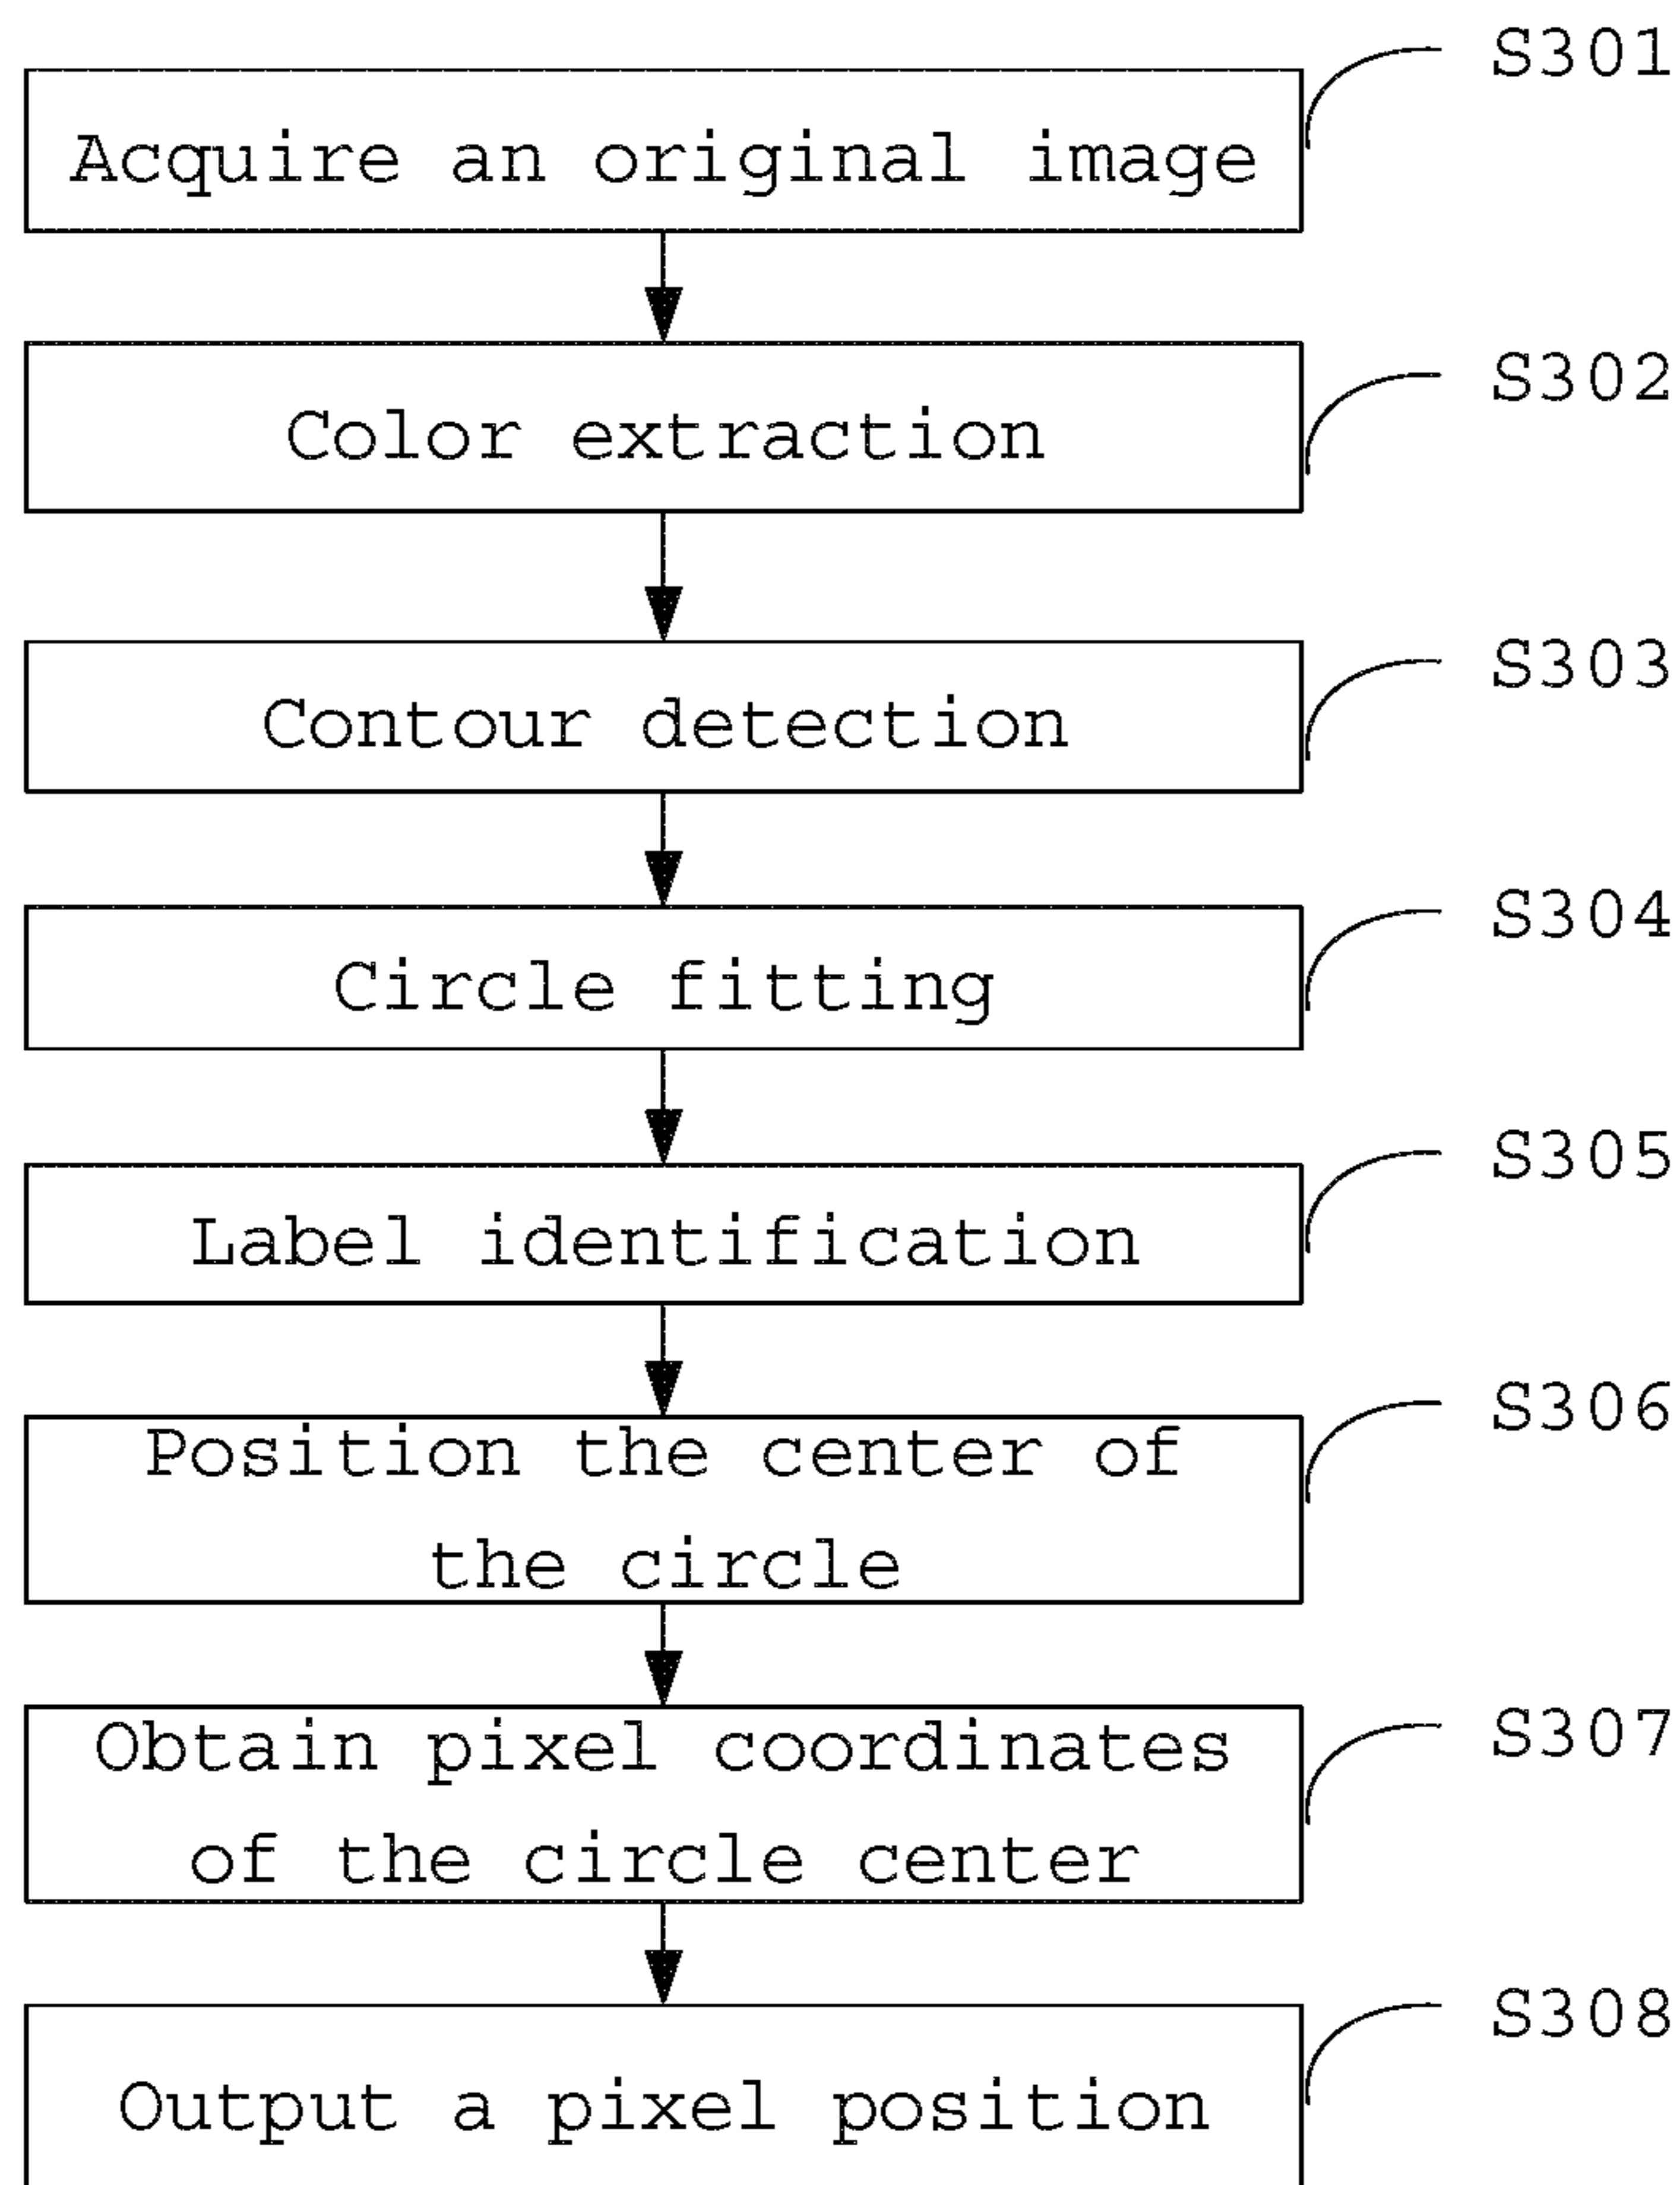 S301
Acquire an original image
S302
Color extraction
S303
Contour detection
S304
Circle fitting
S305
Label identification
S306
Position the center of
the circle
S307
Obtain pixel coordinates
of the circle center
S308
Output a pixel position